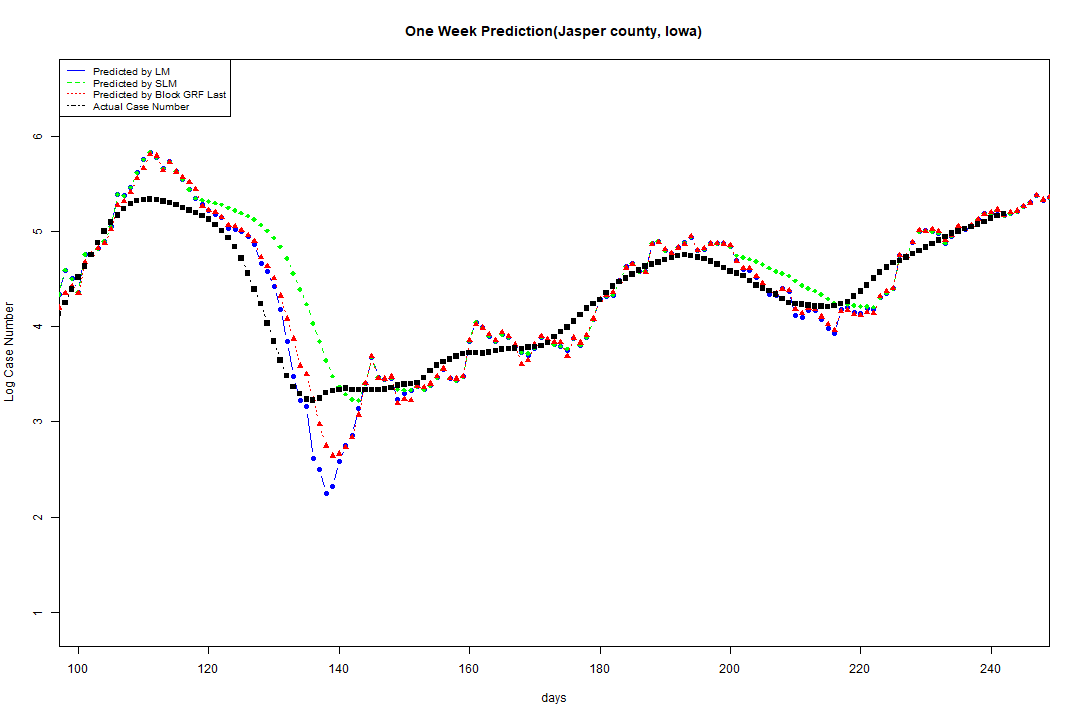 One Week Prediction(Jasper county, Iowa)
Predicted by LM
Predicted by SLM
Predicted by Block GRF Last
Actual Case Number
Log Case Number
6
5
4
3
2
1
100 120 140 160 180 200 220 240
days